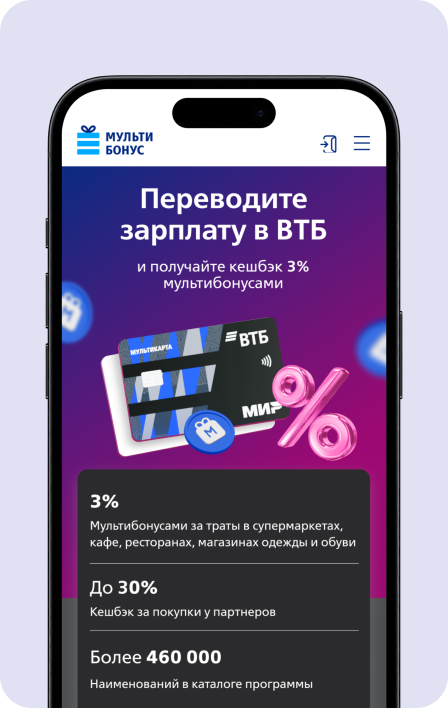 МУЛЬТИ
БОНУС
Переводите
зарплату в ВТБ
и получайте кешбэк 3%
мультибонусами
МУЛЬТИКАРТА
ВТБ
МИР
M
%
3%
Мультибонусами за траты в супермаркетах,
кафе, ресторанах, магазинах одежды и обуви
До 30%
Кешбэк за покупки у партнеров
Более 460 000
Наименований в каталоге программы